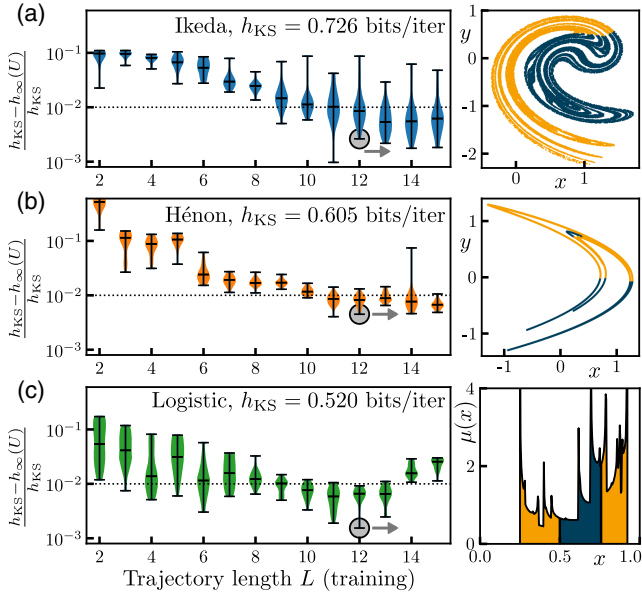 (a)
Ikeda, h_KS = 0.726 bits/iter
h_KS − h_∞(U)
h_KS
10⁻¹
10⁻²
10⁻³
2 4 6 8 10 12 14
y
0
-1
-2
0 1
x
(b)
Hénon, h_KS = 0.605 bits/iter
h_KS − h_∞(U)
h_KS
10⁻¹
10⁻²
10⁻³
2 4 6 8 10 12 14
y
1
0
-1
-1 0 1
x
(c)
Logistic, h_KS = 0.520 bits/iter
h_KS − h_∞(U)
h_KS
10⁻¹
10⁻²
10⁻³
2 4 6 8 10 12 14
Trajectory length L (training)
μ(x)
4
2
0
0.0 0.5 1.0
x